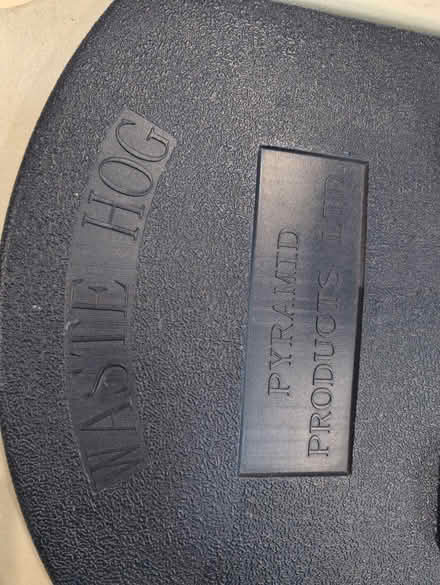 WASTE HOG
PYRAMID
PRODUCTS LTD.